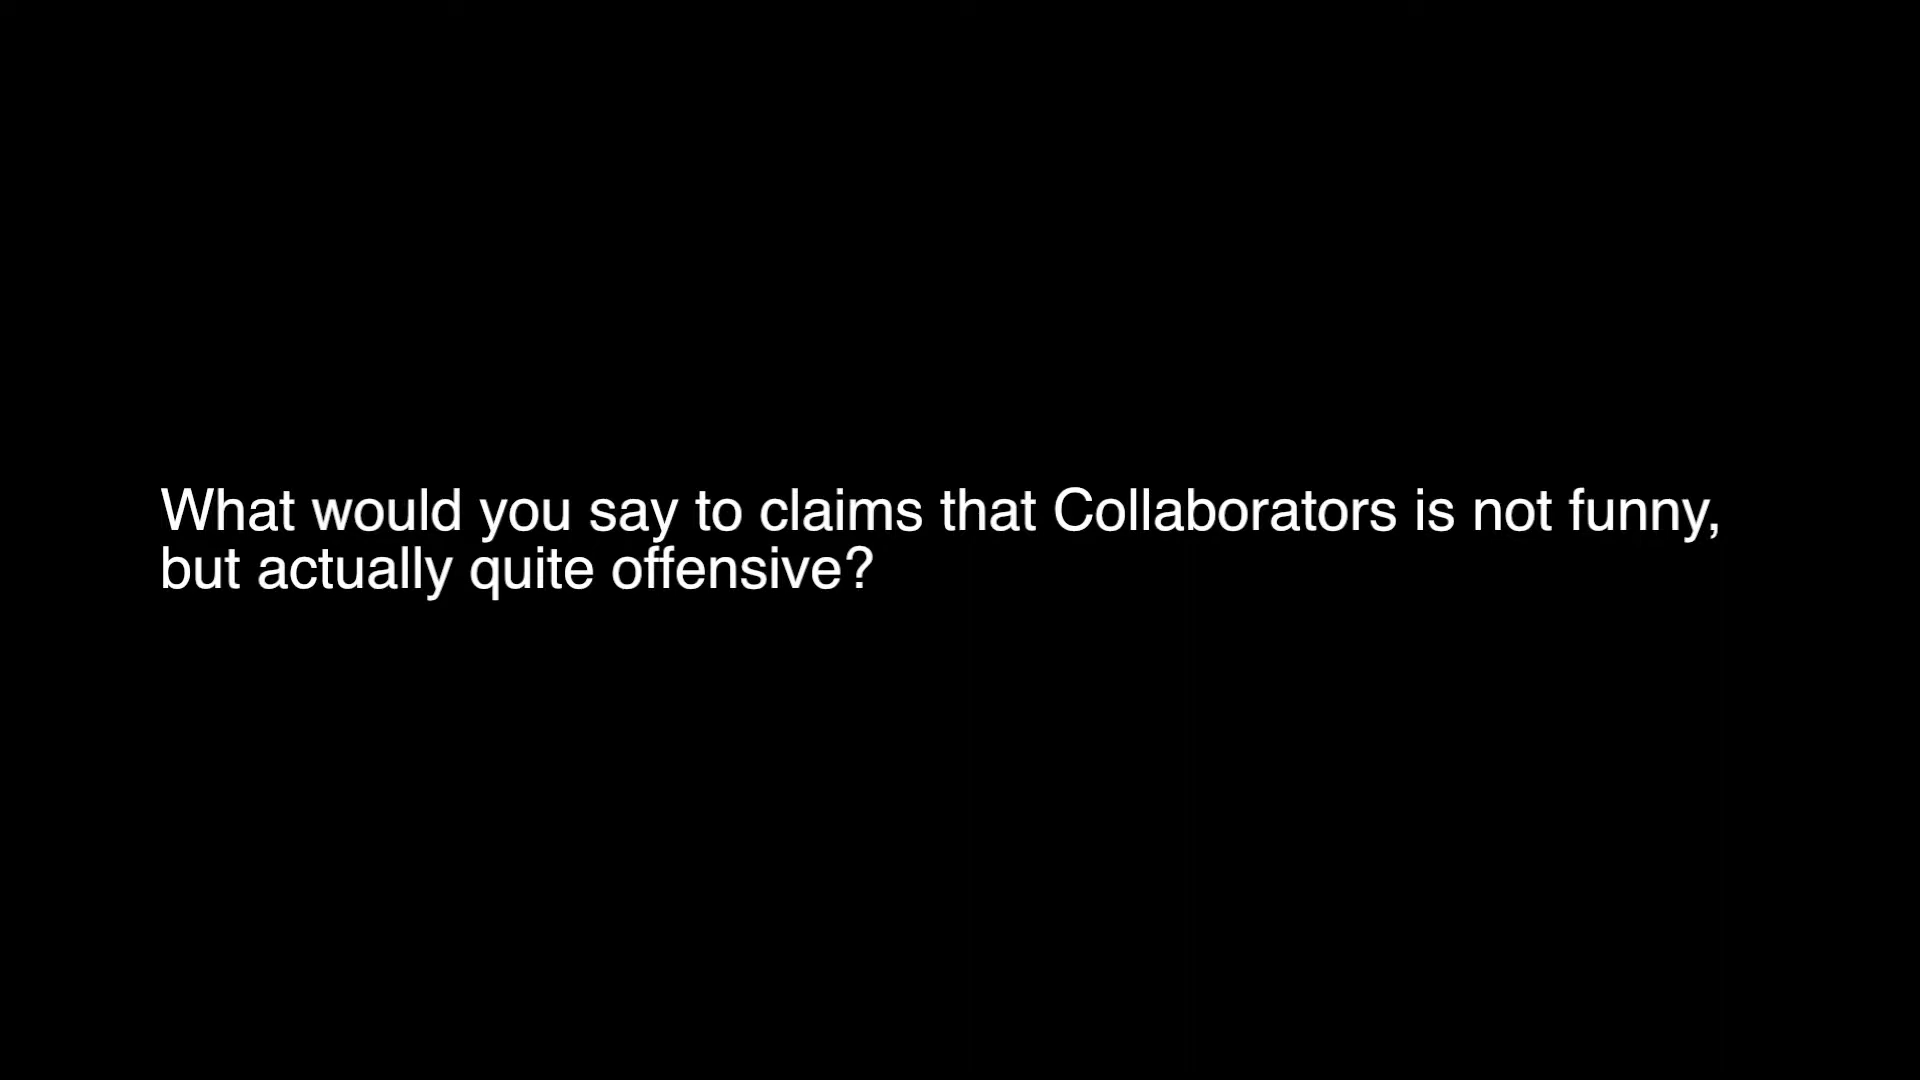 What would you say to claims that Collaborators is not funny,
but actually quite offensive?